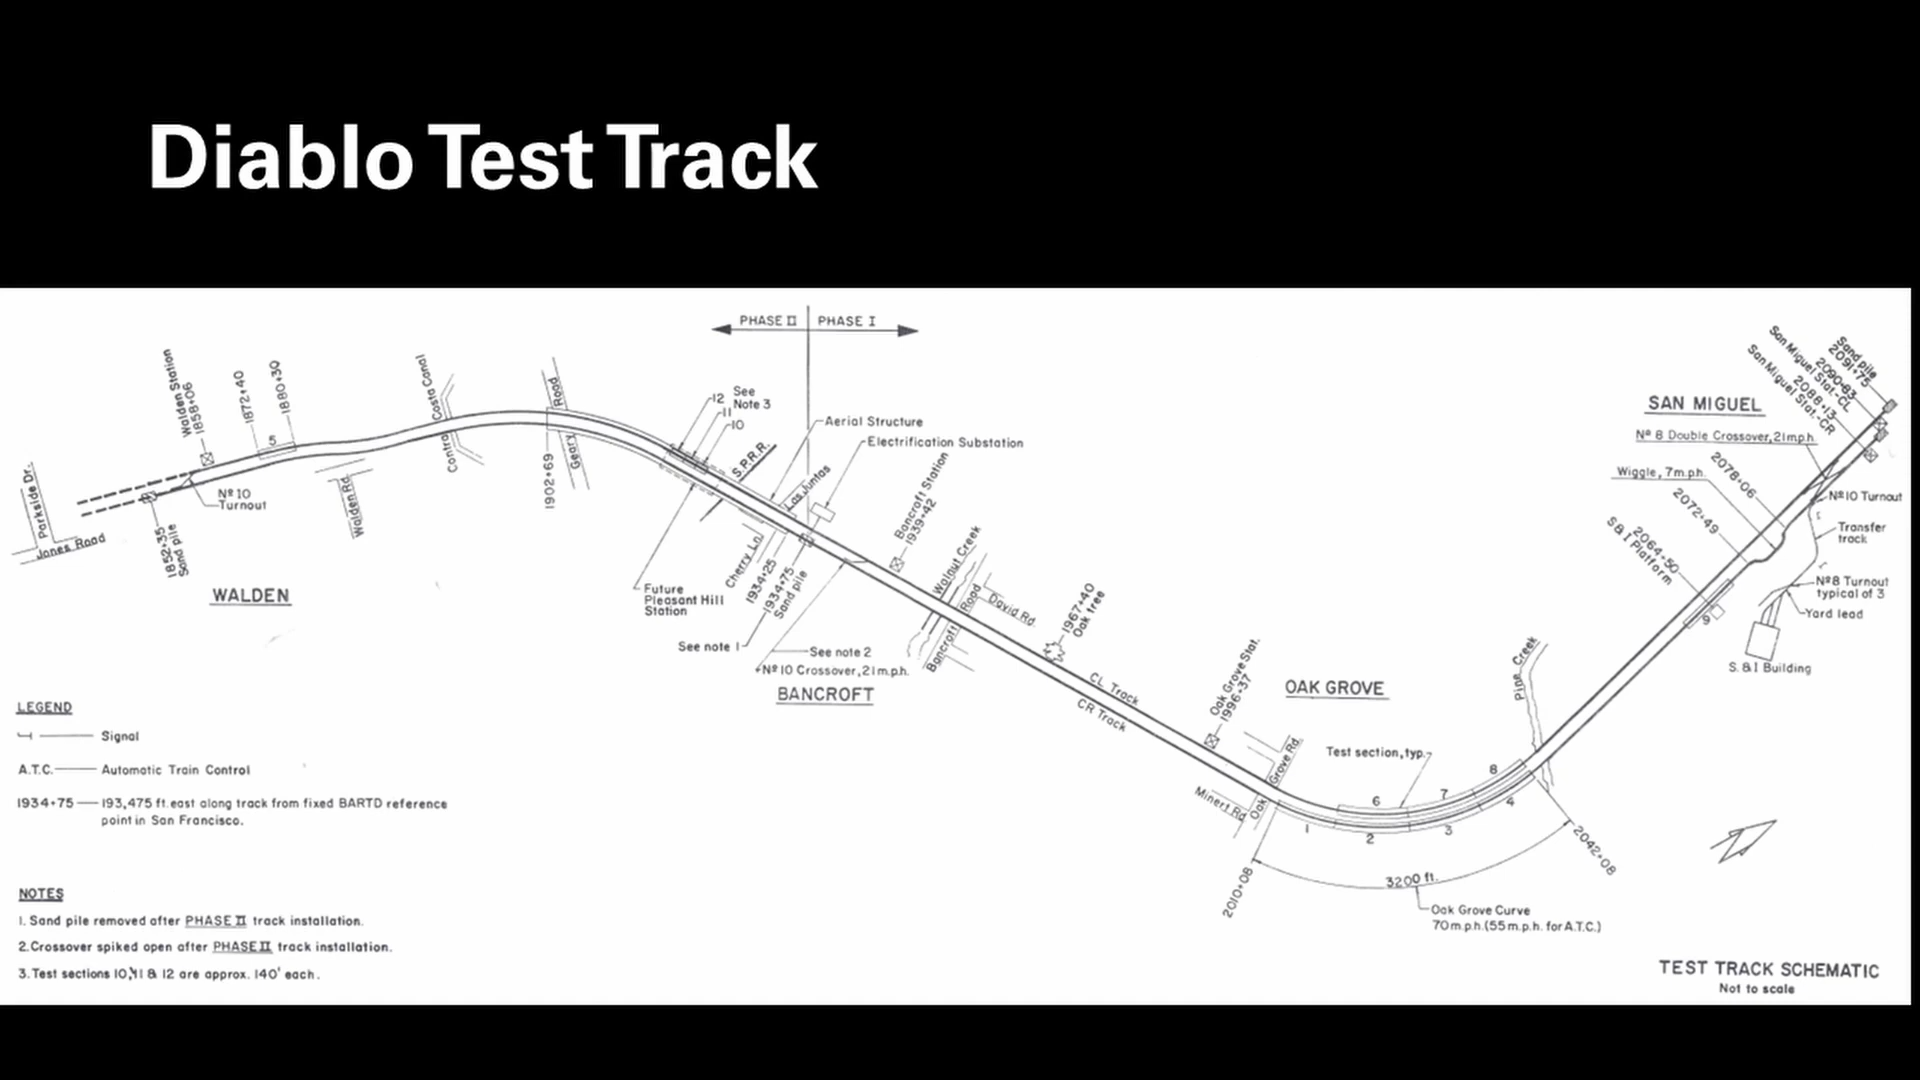 Diablo Test Track
PHASE II
PHASE I
Walden Station
1858+06
1872+40
1880+30
5
Contra
Costa Canal
Geary
Road
1902+69
12
11
10
See
Note 3
S.P.R.R.
Aerial Structure
Electrification Substation
Las Juntas
Bancroft Station
1939+42
Parkside Dr.
Jones Road
Nº 10
Turnout
Walden Rd.
1852+35
Sand pile
WALDEN
Future
Pleasant Hill
Station
Cherry Ln.
1934+25
1934+75
Sand pile
See note 1
See note 2
Nº 10 Crossover, 21m.p.h.
BANCROFT
Walnut Creek
Bancroft
Road
David Rd
1967+40
Oak tree
CL Track
CR Track
Oak Grove Stat.
1996+37
OAK GROVE
Minert Rd
Oak
Grove Rd.
Test section, typ.
6
7
8
1
2
3
4
Pine Creek
2010+08
3200 ft.
2042+08
Oak Grove Curve
70m.p.h.(55m.p.h. for A.T.C.)
SAN MIGUEL
Nº 8 Double Crossover, 21m.p.h.
Wiggle, 7m.p.h.
Sand pile
2091+75
2090+83
San Miguel Stat.-CL
2088+13
San Miguel Stat.-CR
2078+06
2072+49
2064+50
S & I Platform
9
Nº 10 Turnout
Transfer
track
Nº 8 Turnout
typical of 3
Yard lead
S. & I Building
LEGEND
Signal
A.T.C. Automatic Train Control
1934+75 193,475 ft. east along track from fixed BARTD reference
point in San Francisco.
NOTES
1. Sand pile removed after PHASE II track installation.
2. Crossover spiked open after PHASE II track installation.
3. Test sections 10, 11 & 12 are approx. 140' each.
TEST TRACK SCHEMATIC
Not to scale